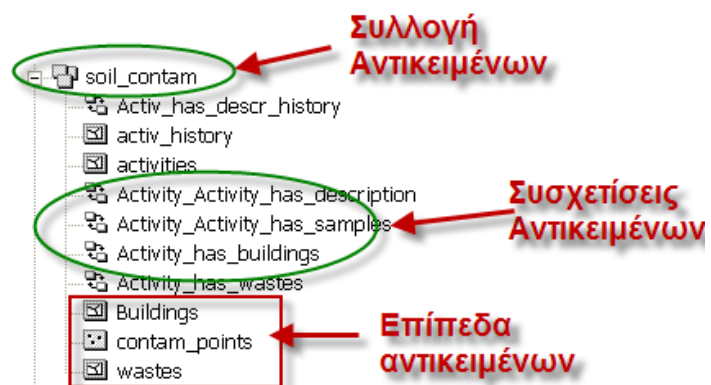 Συλλογή
Αντικειμένων
soil_contam
Activ_has_descr_history
activ_history
activities
Activity_Activity_has_description
Activity_Activity_has_samples
Activity_has_buildings
Activity_has_wastes
Συσχετίσεις
Αντικειμένων
Buildings
contam_points
wastes
Επίπεδα
αντικειμένων